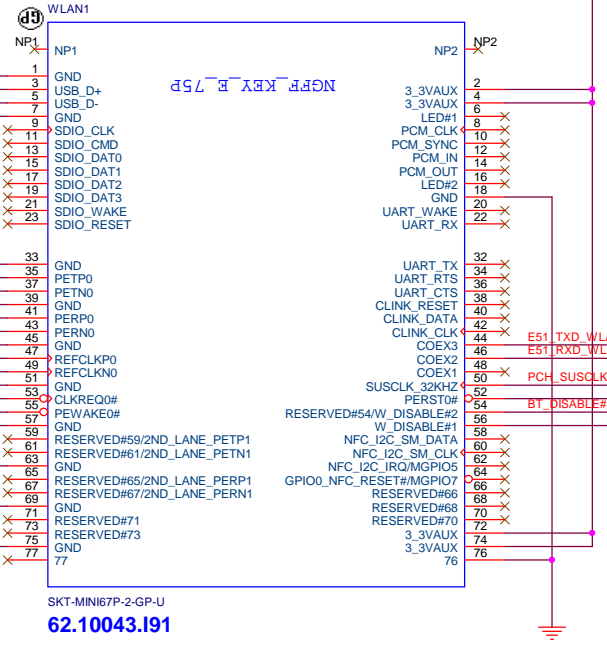 GP
WLAN1
NP1 NP1 NP2 NP2
NGFF_KEY_E_75P
1 GND
3 USB_D+ 3_3VAUX 2
5 USB_D- 3_3VAUX 4
7 GND LED#1 6
9 SDIO_CLK PCM_CLK 8
11 SDIO_CMD PCM_SYNC 10
13 SDIO_DAT0 PCM_IN 12
15 SDIO_DAT1 PCM_OUT 14
17 SDIO_DAT2 LED#2 16
19 SDIO_DAT3 GND 18
21 SDIO_WAKE UART_WAKE 20
23 SDIO_RESET UART_RX 22
33 GND UART_TX 32
35 PETP0 UART_RTS 34
37 PETN0 UART_CTS 36
39 GND CLINK_RESET 38
41 PERP0 CLINK_DATA 40
43 PERN0 CLINK_CLK 42
45 GND COEX3 44 E51_TXD_WL
47 REFCLKP0 COEX2 46 E51_RXD_WL
49 REFCLKN0 COEX1 48
51 GND SUSCLK_32KHZ 50 PCH_SUSCLK
53 CLKREQ0# PERST0# 52
55 PEWAKE0# RESERVED#54/W_DISABLE#2 54 BT_DISABLE#
57 GND W_DISABLE#1 56
59 RESERVED#59/2ND_LANE_PETP1 NFC_I2C_SM_DATA 58
61 RESERVED#61/2ND_LANE_PETN1 NFC_I2C_SM_CLK 60
63 GND NFC_I2C_IRQ/MGPIO5 62
65 RESERVED#65/2ND_LANE_PERP1 GPIO0_NFC_RESET#/MGPIO7 64
67 RESERVED#67/2ND_LANE_PERN1 RESERVED#66 66
69 GND RESERVED#68 68
71 RESERVED#71 RESERVED#70 70
73 RESERVED#73 3_3VAUX 72
75 GND 3_3VAUX 74
77 77 76 76
SKT-MINI67P-2-GP-U
62.10043.I91